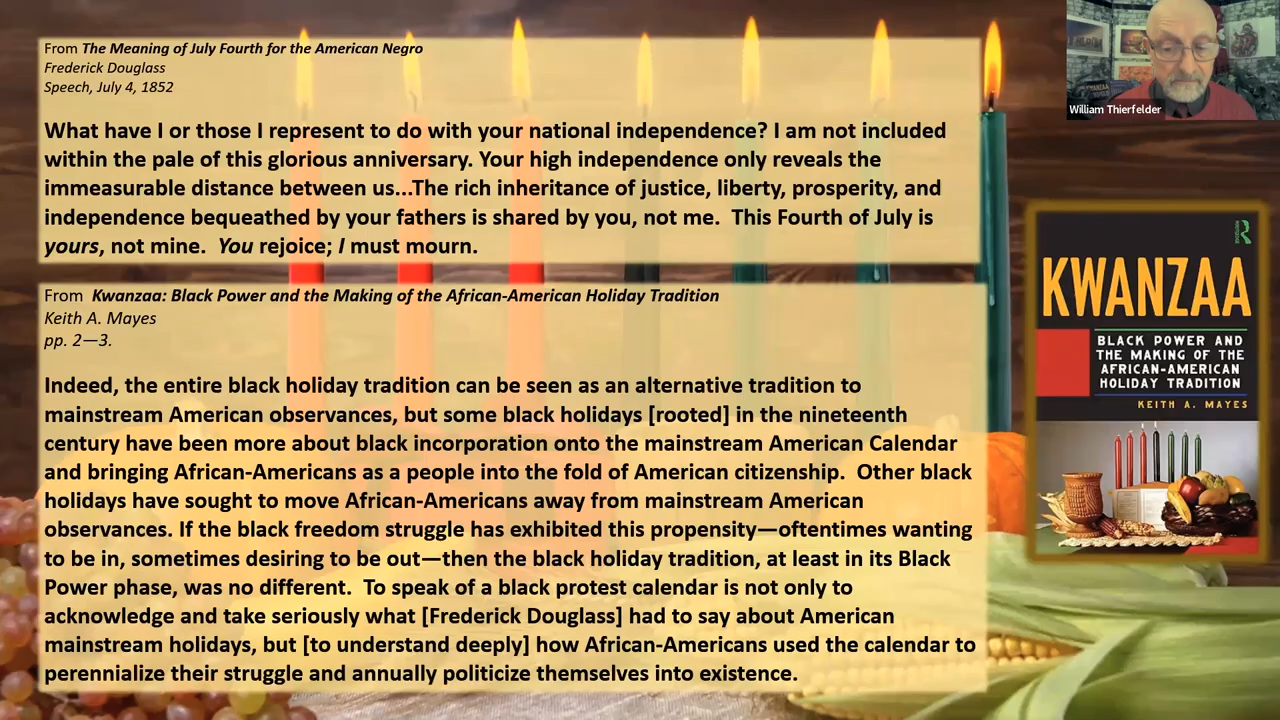 From The Meaning of July Fourth for the American Negro
Frederick Douglass
Speech, July 4, 1852
What have I or those I represent to do with your national independence? I am not included
within the pale of this glorious anniversary. Your high independence only reveals the
immeasurable distance between us...The rich inheritance of justice, liberty, prosperity, and
independence bequeathed by your fathers is shared by you, not me. This Fourth of July is
yours, not mine. You rejoice; I must mourn.
From Kwanzaa: Black Power and the Making of the African-American Holiday Tradition
Keith A. Mayes
pp. 2—3.
Indeed, the entire black holiday tradition can be seen as an alternative tradition to
mainstream American observances, but some black holidays [rooted] in the nineteenth
century have been more about black incorporation onto the mainstream American Calendar
and bringing African-Americans as a people into the fold of American citizenship. Other black
holidays have sought to move African-Americans away from mainstream American
observances. If the black freedom struggle has exhibited this propensity—oftentimes wanting
to be in, sometimes desiring to be out—then the black holiday tradition, at least in its Black
Power phase, was no different. To speak of a black protest calendar is not only to
acknowledge and take seriously what [Frederick Douglass] had to say about American
mainstream holidays, but [to understand deeply] how African-Americans used the calendar to
perennialize their struggle and annually politicize themselves into existence.
William Thierfelder
R
KWANZAA
BLACK POWER AND
THE MAKING OF THE
AFRICAN-AMERICAN
HOLIDAY TRADITION
KEITH A. MAYES